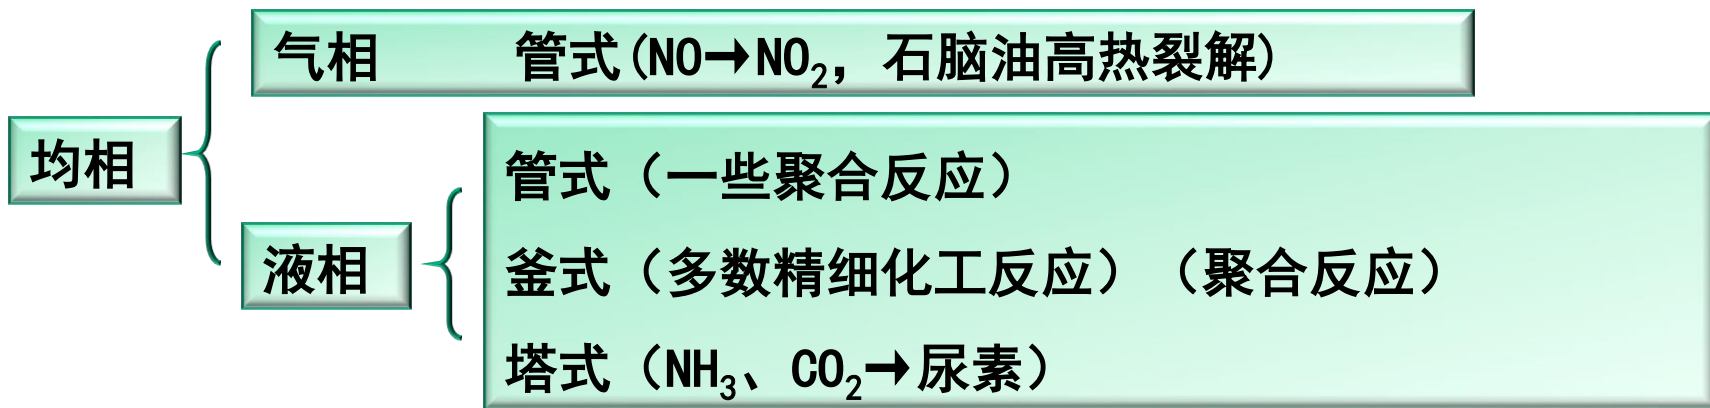 气相 管式(NO→NO₂，石脑油高热裂解)
均相
管式（一些聚合反应）
液相
釜式（多数精细化工反应）（聚合反应）
塔式（NH₃、CO₂→尿素）